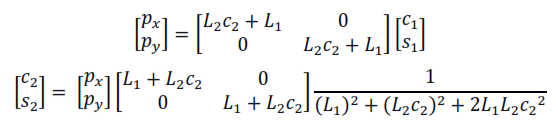 [p_x p_y] = [L_2c_2 + L_1 0 0 L_2c_2 + L_1] [c_1 s_1]
[c_2 s_2] = [p_x p_y] [L_1 + L_2c_2 0 0 L_1 + L_2c_2] 1 / (L_1)^2 + (L_2c_2)^2 + 2L_1L_2c_2^2